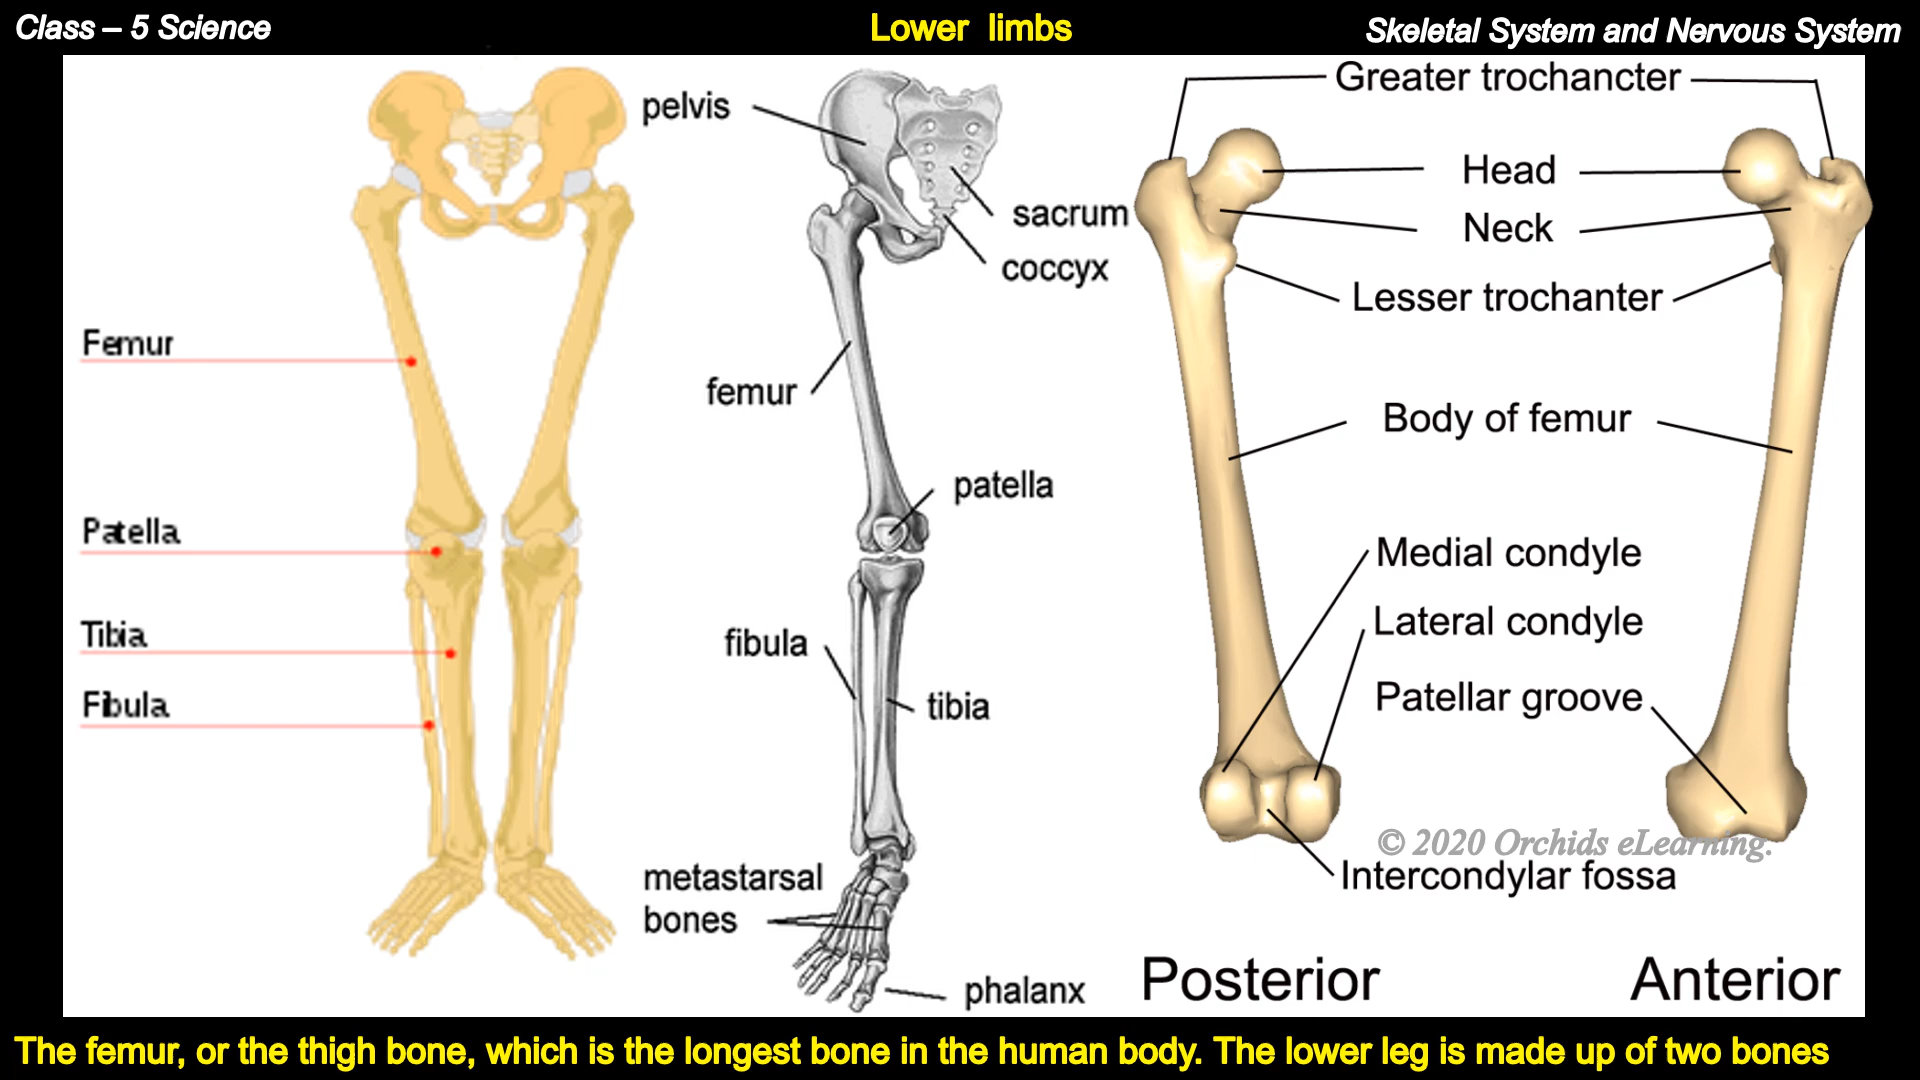 Class – 5 Science
Lower limbs
Skeletal System and Nervous System
Femur
Patella
Tibia
Fibula
pelvis
sacrum
coccyx
femur
patella
fibula
tibia
metastarsal
bones
phalanx
Greater trochancter
Head
Neck
Lesser trochanter
Body of femur
Medial condyle
Lateral condyle
Patellar groove
© 2020 Orchids eLearning.
Intercondylar fossa
Posterior
Anterior
The femur, or the thigh bone, which is the longest bone in the human body. The lower leg is made up of two bones